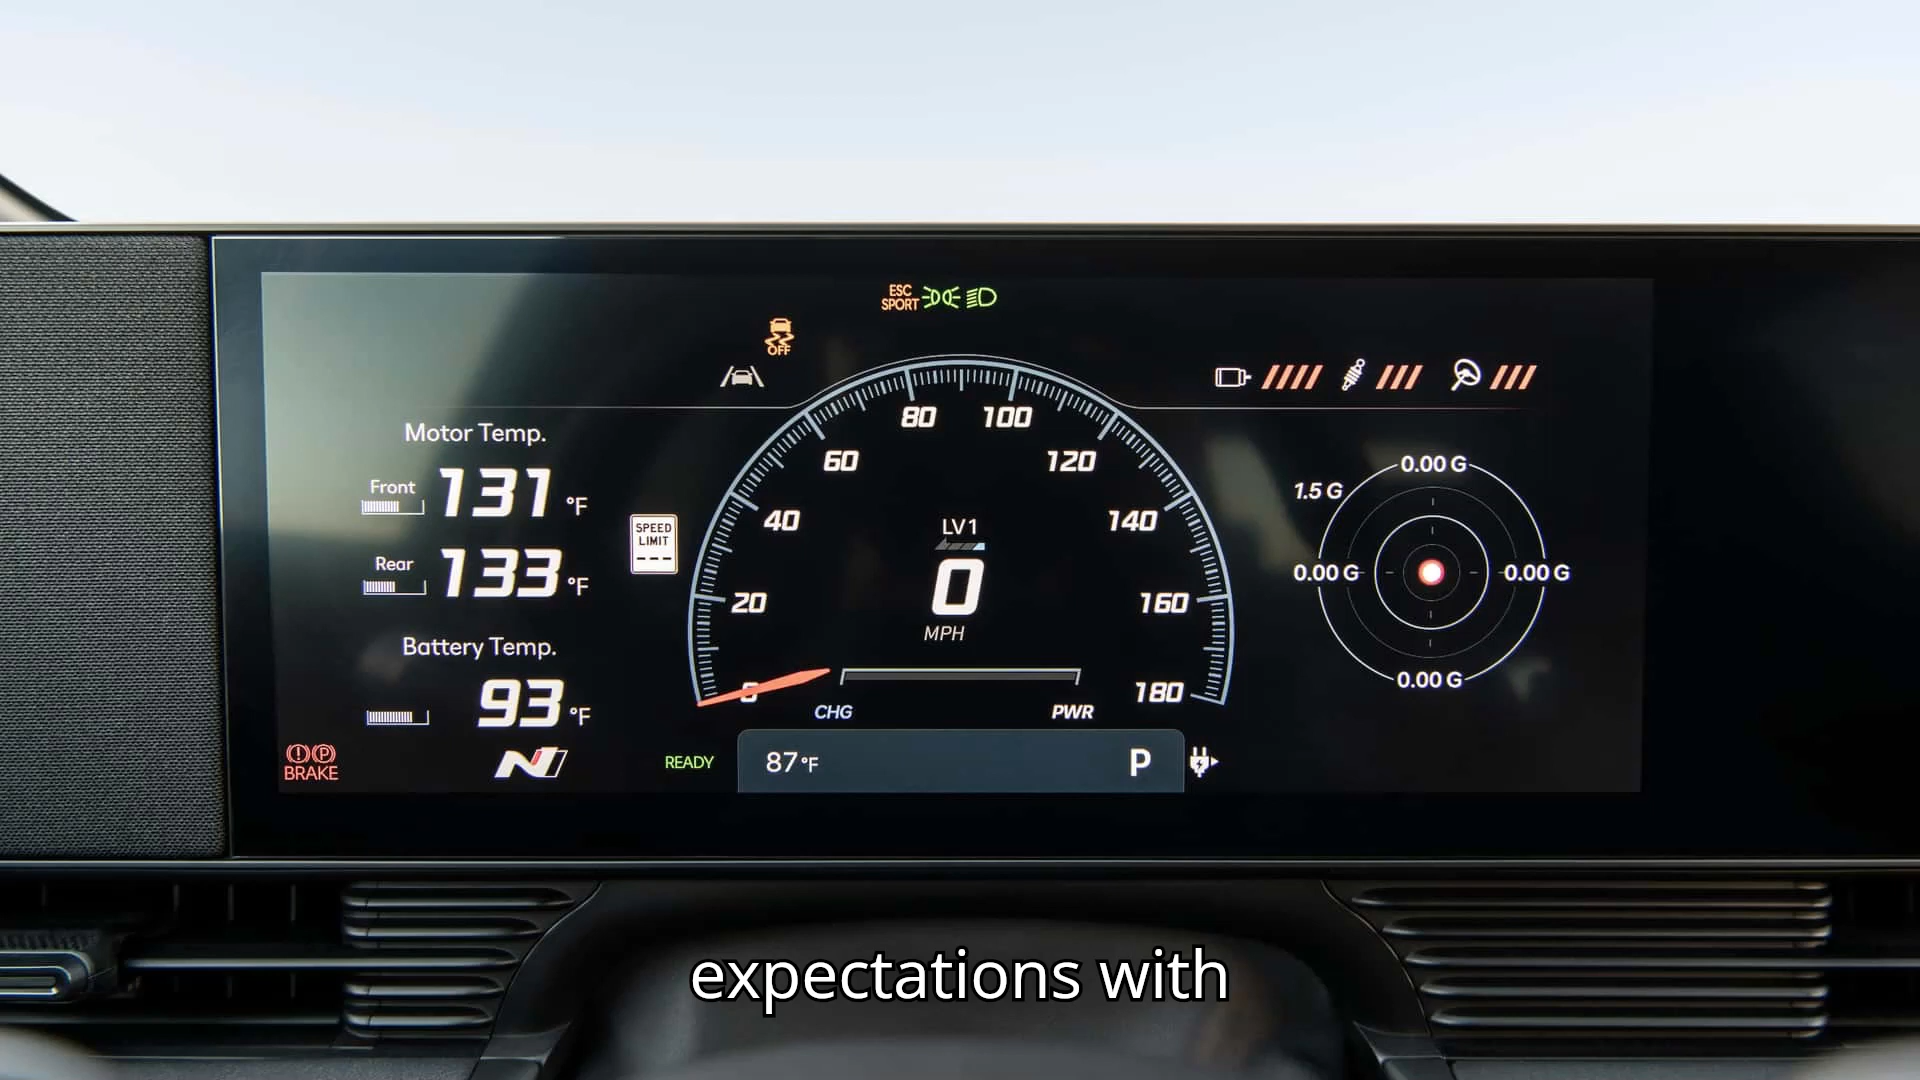 ESC
SPORT
OFF
Motor Temp.
Front 131 °F
Rear 133 °F
Battery Temp.
93 °F
BRAKE
N
SPEED
LIMIT
---
0
20
40
60
80
100
120
140
160
180
LV1
0
MPH
CHG
PWR
READY
87°F
P
0.00 G
1.5 G
0.00 G
0.00 G
0.00 G
expectations with